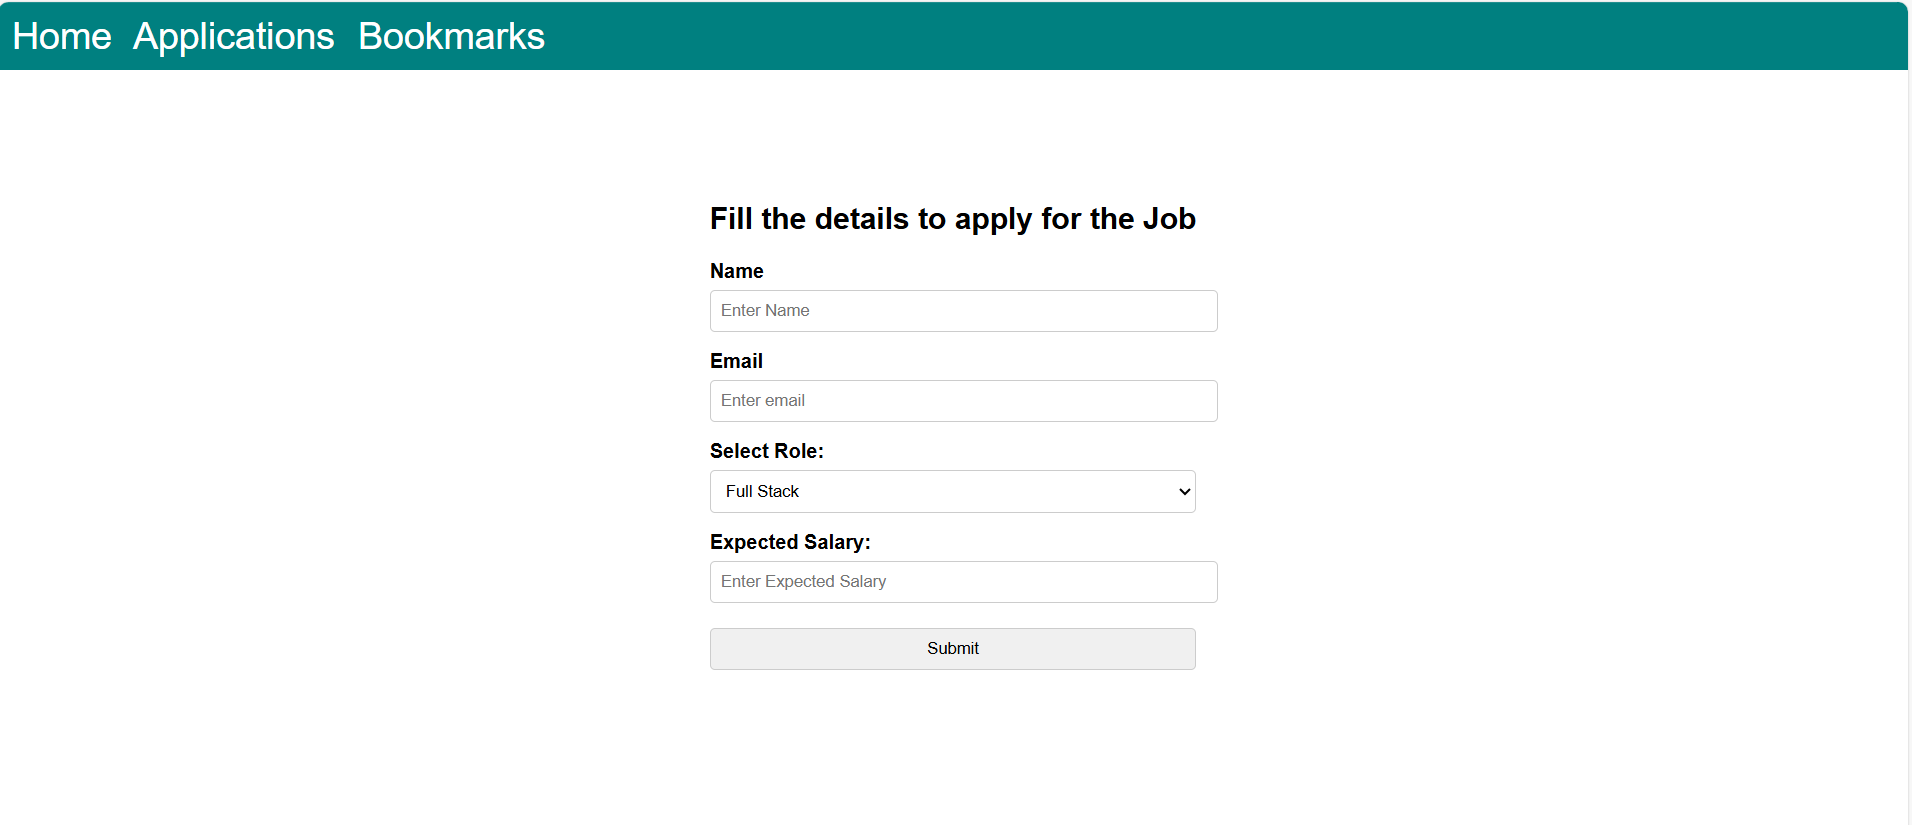 Home Applications Bookmarks
Fill the details to apply for the Job
Name
Enter Name
Email
Enter email
Select Role:
Full Stack
Expected Salary:
Enter Expected Salary
Submit